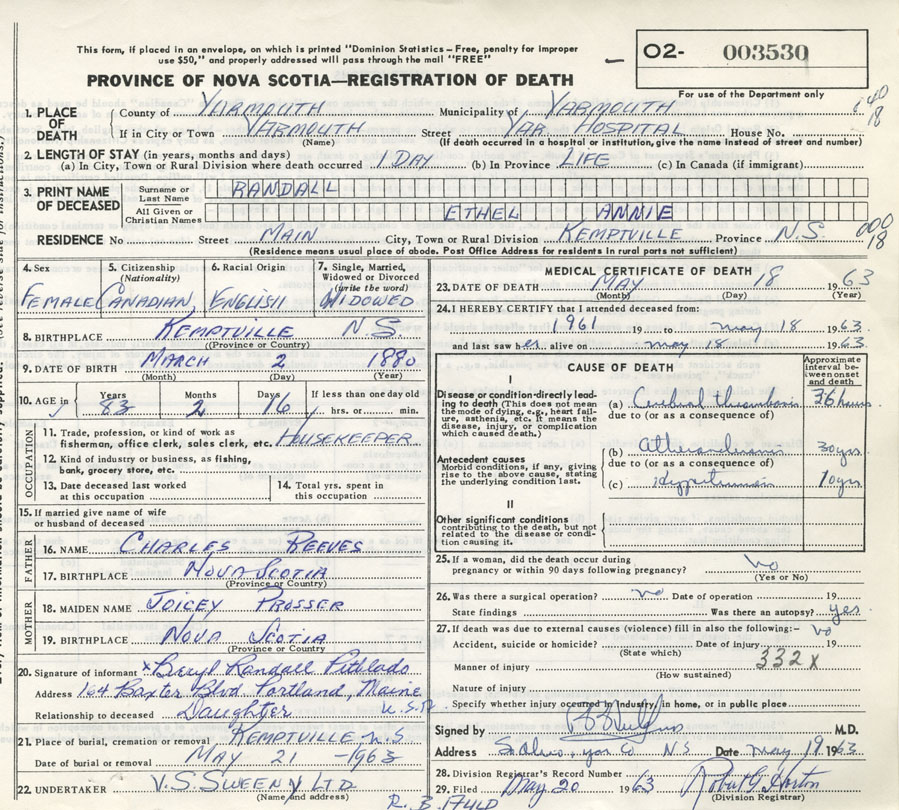 This form, if placed in an envelope, on which is printed "Dominion Statistics – Free, penalty for improper
use $50," and properly addressed will pass through the mail "FREE"
PROVINCE OF NOVA SCOTIA—REGISTRATION OF DEATH
O2- 003530
For use of the Department only
1. PLACE OF DEATH County of YARMOUTH Municipality of YARMOUTH
If in City or Town YARMOUTH Street YAR. HOSPITAL House No.
(Name) (If death occurred in a hospital or institution, give the name instead of street and number)
2. LENGTH OF STAY (in years, months and days)
(a) In City, Town or Rural Division where death occurred 1 DAY (b) In Province LIFE (c) In Canada (if immigrant)
3. PRINT NAME OF DECEASED Surname or Last Name RANDALL
All Given or Christian Names ETHEL ANNIE
RESIDENCE No Street MAIN City, Town or Rural Division KEMPTVILLE Province N.S. 000 18
(Residence means usual place of abode. Post Office Address for residents in rural parts not sufficient)
4. Sex FEMALE
5. Citizenship (Nationality) CANADIAN
6. Racial Origin ENGLISH
7. Single, Married, Widowed or Divorced (write the word) WIDOWED
8. BIRTHPLACE KEMPTVILLE N S
(Province or Country)
9. DATE OF BIRTH MARCH 2 1880
(Month) (Day) (Year)
10. AGE in Years 83 Months 2 Days 16 If less than one day old hrs. or min.
OCCUPATION
11. Trade, profession or kind of work as
fisherman, office clerk, sales clerk, etc. HOUSEKEEPER
12. Kind of industry or business, as fishing,
bank, grocery store, etc.
13. Date deceased last worked
at this occupation
14. Total yrs. spent in
this occupation
15. If married give name of wife
or husband of deceased
FATHER
16. NAME CHARLES REEVES
17. BIRTHPLACE NOVA SCOTIA
(Province or Country)
MOTHER
18. MAIDEN NAME JOICEY PROSSER
19. BIRTHPLACE NOVA SCOTIA
(Province or Country)
20. Signature of informant x Beryl Randall Pitblado
Address 164 Baxter Blvd Portland, Maine
U.S.A.
Relationship to deceased Daughter
21. Place of burial, cremation or removal KEMPTVILLE N.S
Date of burial or removal MAY 21 - 1963
22. UNDERTAKER V.S. SWEENY LTD
(Name and address)
MEDICAL CERTIFICATE OF DEATH
23. DATE OF DEATH MAY 18 1963
(Month) (Day) (Year)
24. I HEREBY CERTIFY that I attended deceased from:
1961 19 to May 18 1963
and last saw her alive on May 18 1963
CAUSE OF DEATH
Approximate interval between onset and death
I
Disease or condition directly leading to death (This does not mean the mode of dying, e.g., heart failure, asthenia, etc. It means the disease, injury, or complication which caused death.)
(a) Cerebral thrombosis 36 hours
due to (or as a consequence of)
Antecedent causes
Morbid conditions, if any, giving rise to the above cause, stating the underlying condition last.
(b) 30 yrs.
due to (or as a consequence of)
(c) Hypertension 10 yrs
II
Other significant conditions
contributing to the death, but not related to the disease or condition causing it.
25. If a woman, did the death occur during
pregnancy or within 90 days following pregnancy? No
(Yes or No)
26. Was there a surgical operation? No Date of operation 19
State findings Was there an autopsy? yes
27. If death was due to external causes (violence) fill in also the following:- No
Accident, suicide or homicide? Date of injury 19
(State which)
Manner of injury 332 X
(How sustained)
Nature of injury
Specify whether injury occurred in industry, in home, or in public place
Signed by M.D.
Address N S Date May 19 1963
28. Division Registrar's Record Number
29. Filed May 20 1963 Robert G. Horton
(Division Registrar)